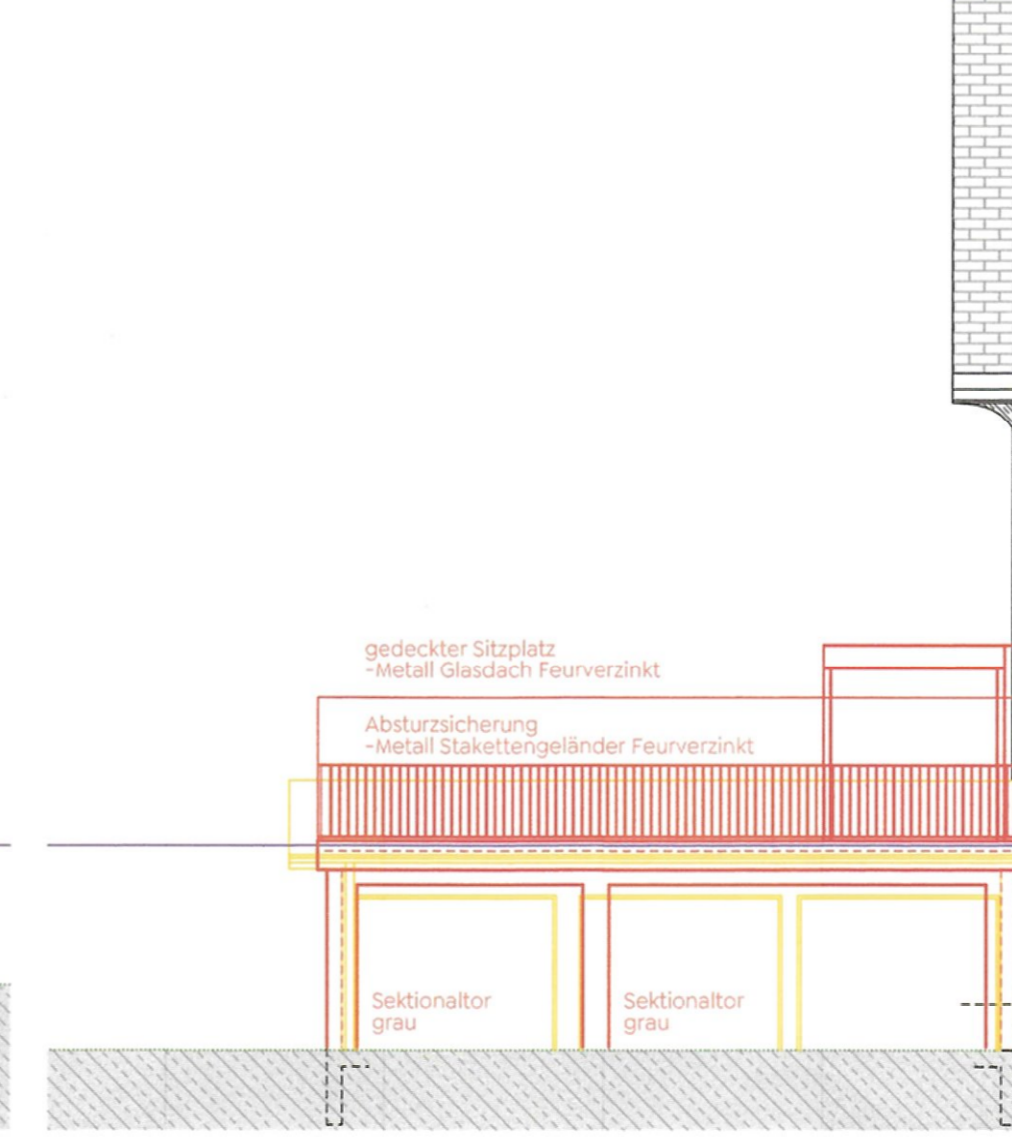 gedeckter Sitzplatz
-Metall Glasdach Feurverzinkt
Absturzsicherung
-Metall Stakettengeländer Feurverzinkt
Sektionaltor
grau
Sektionaltor
grau